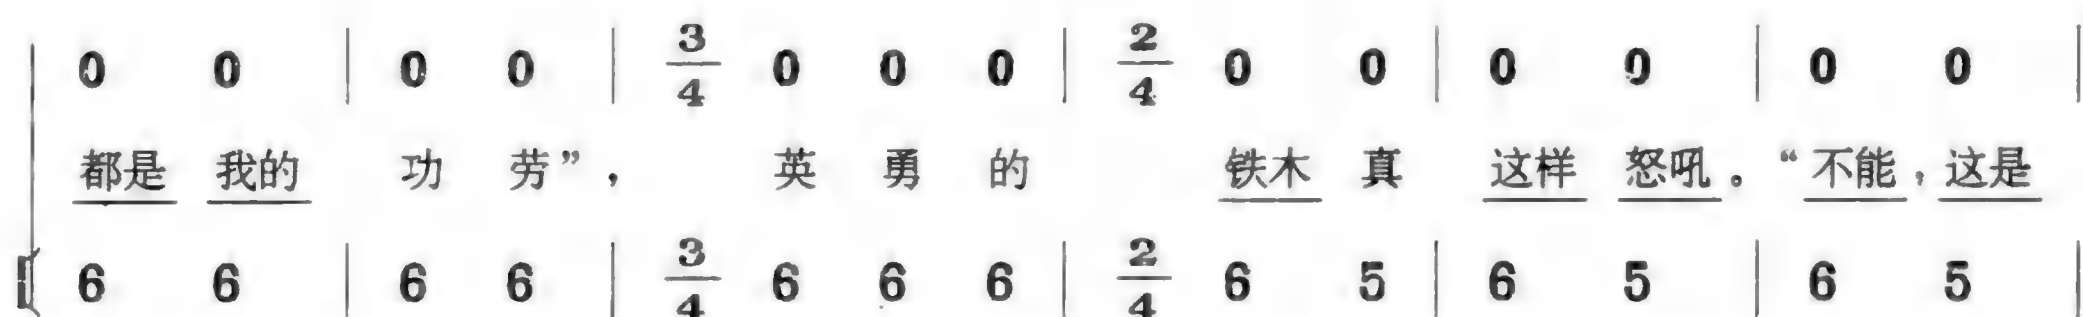 0 0 | 0 0 | 3/4 0 0 0 | 2/4 0 0 | 0 0 | 0 0 |
都是 我的 功 劳”， 英 勇 的 铁木 真 这样 怒吼。“不能，这是
6 6 | 6 6 | 3/4 6 6 6 | 2/4 6 5 | 6 5 | 6 5 |